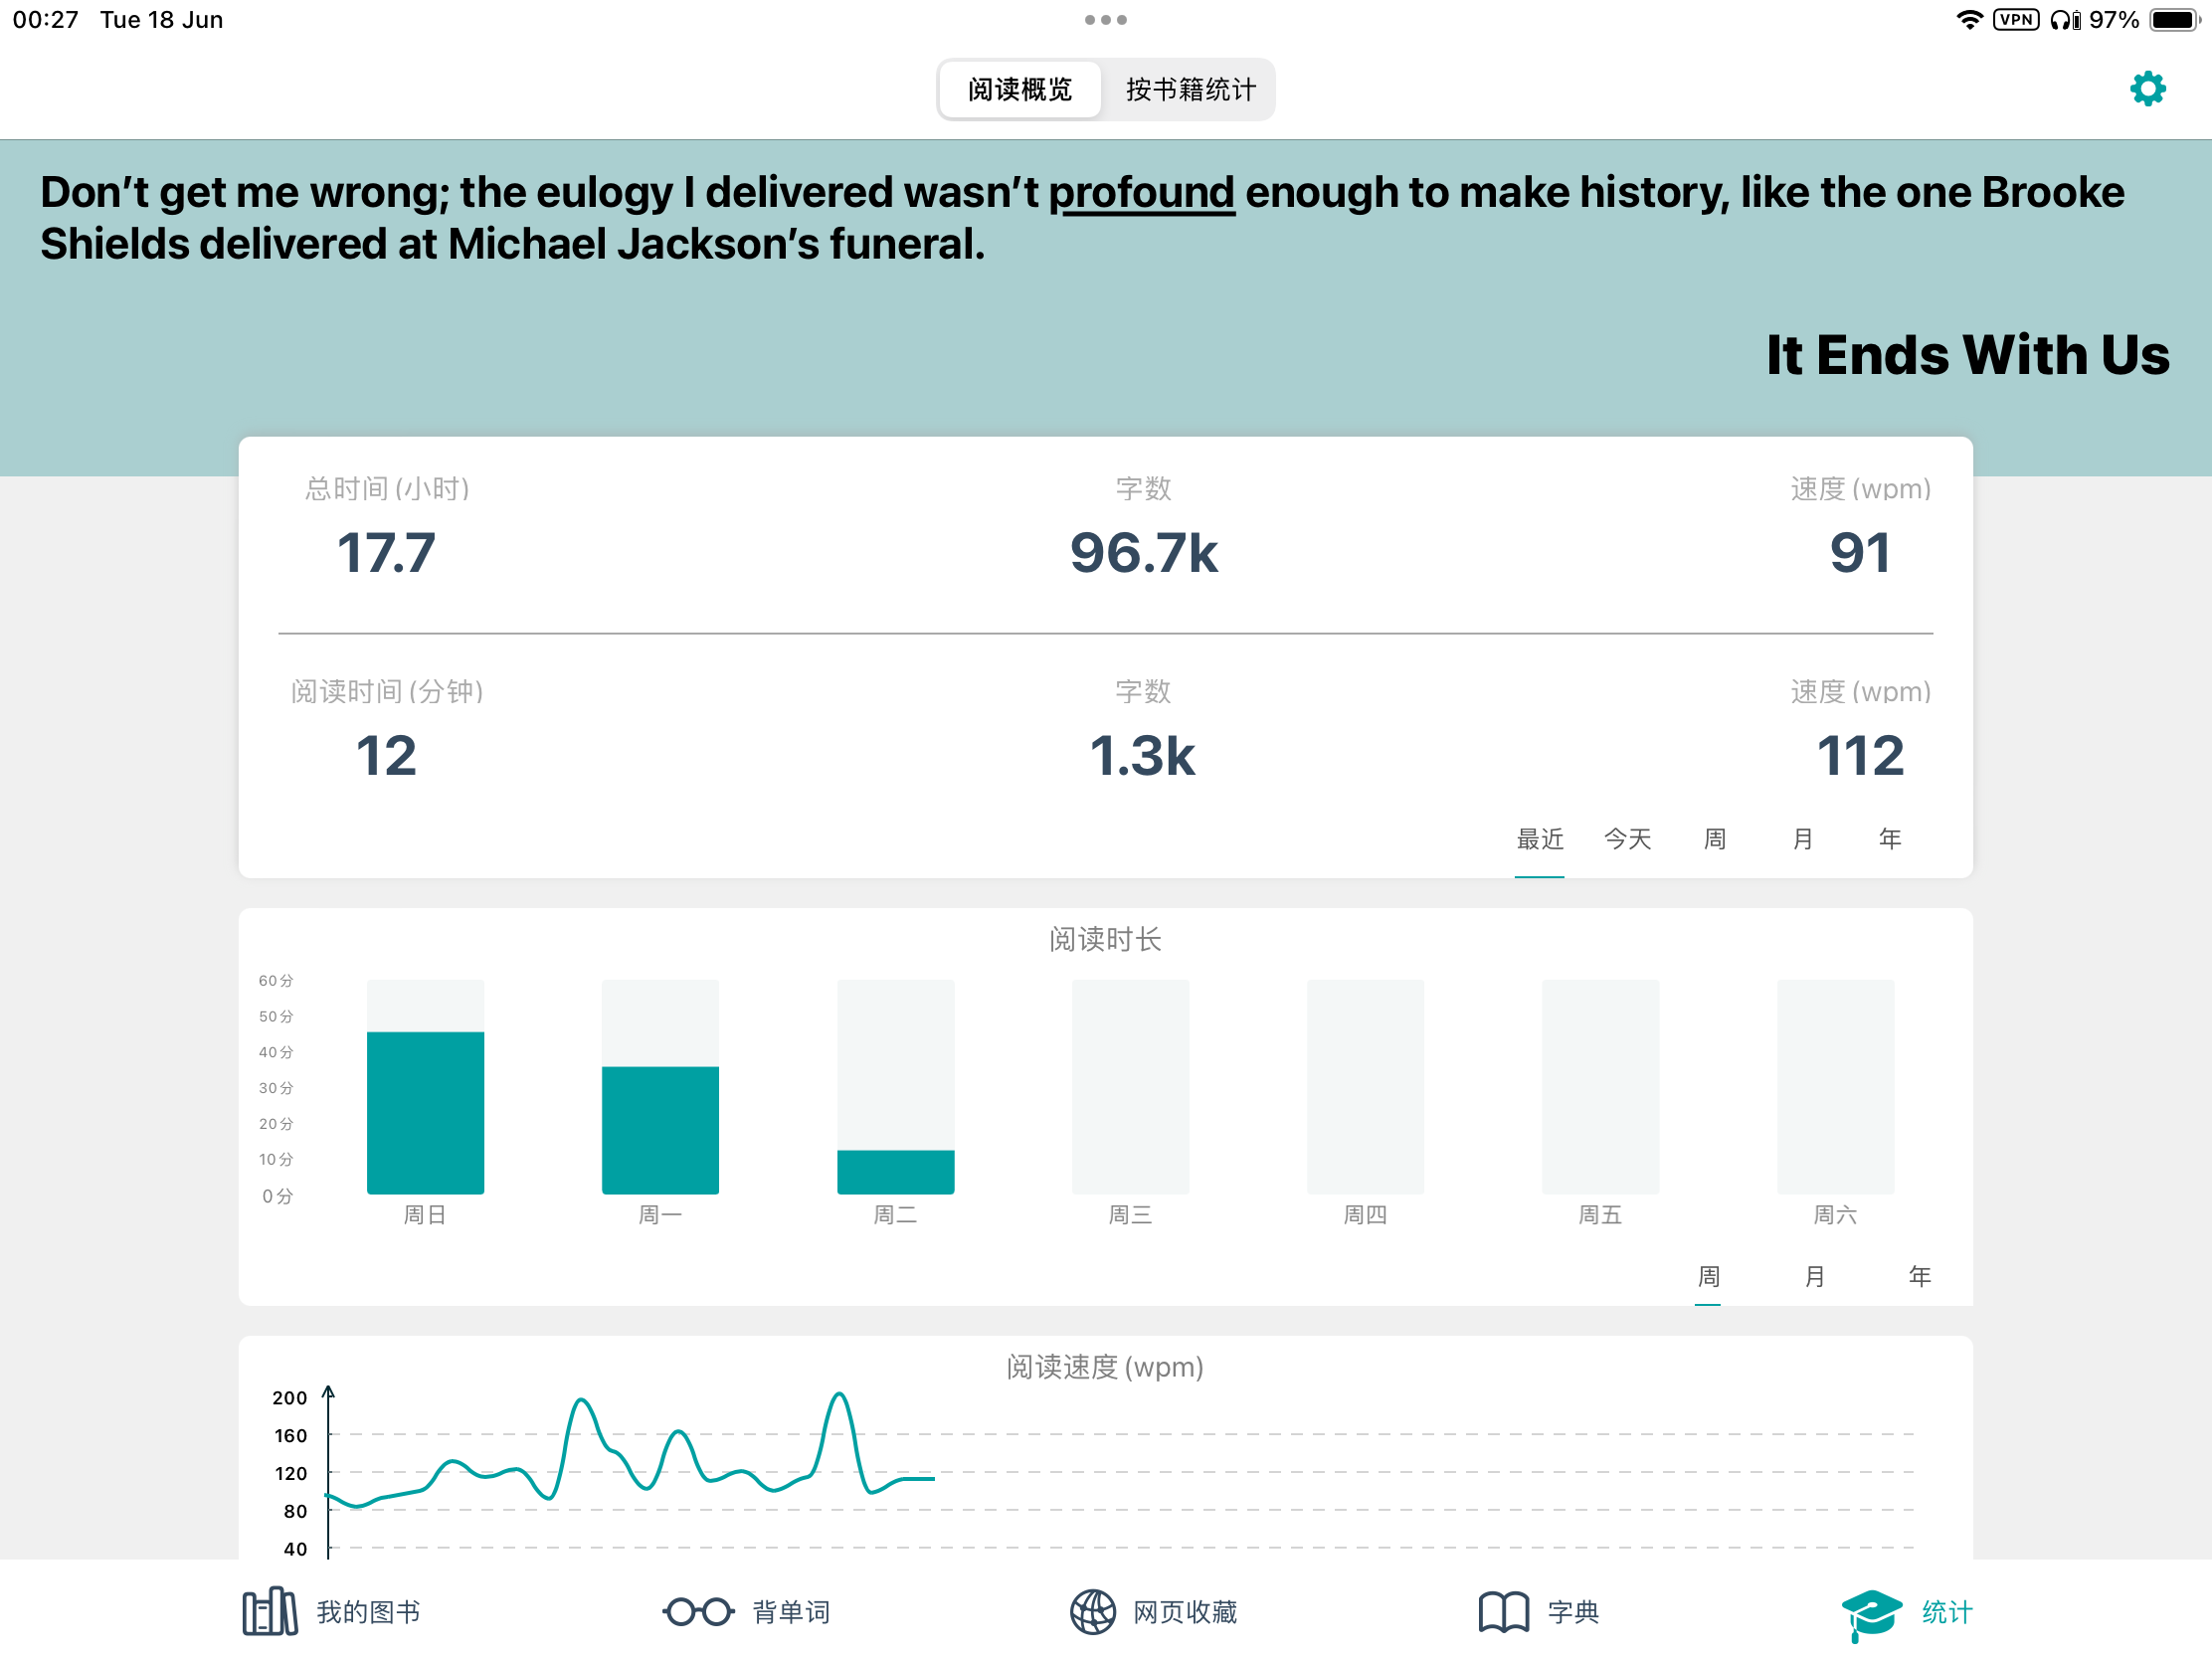 00:27 Tue 18 Jun
VPN 97%
阅读概览 按书籍统计
Don’t get me wrong; the eulogy I delivered wasn’t profound enough to make history, like the one Brooke
Shields delivered at Michael Jackson’s funeral.
It Ends With Us
总时间 (小时) 字数 速度 (wpm)
17.7 96.7k 91
阅读时间 (分钟) 字数 速度 (wpm)
12 1.3k 112
最近 今天 周 月 年
阅读时长
60分
50分
40分
30分
20分
10分
0分
周日 周一 周二 周三 周四 周五 周六
周 月 年
阅读速度 (wpm)
200
160
120
80
40
我的图书 背单词 网页收藏 字典 统计